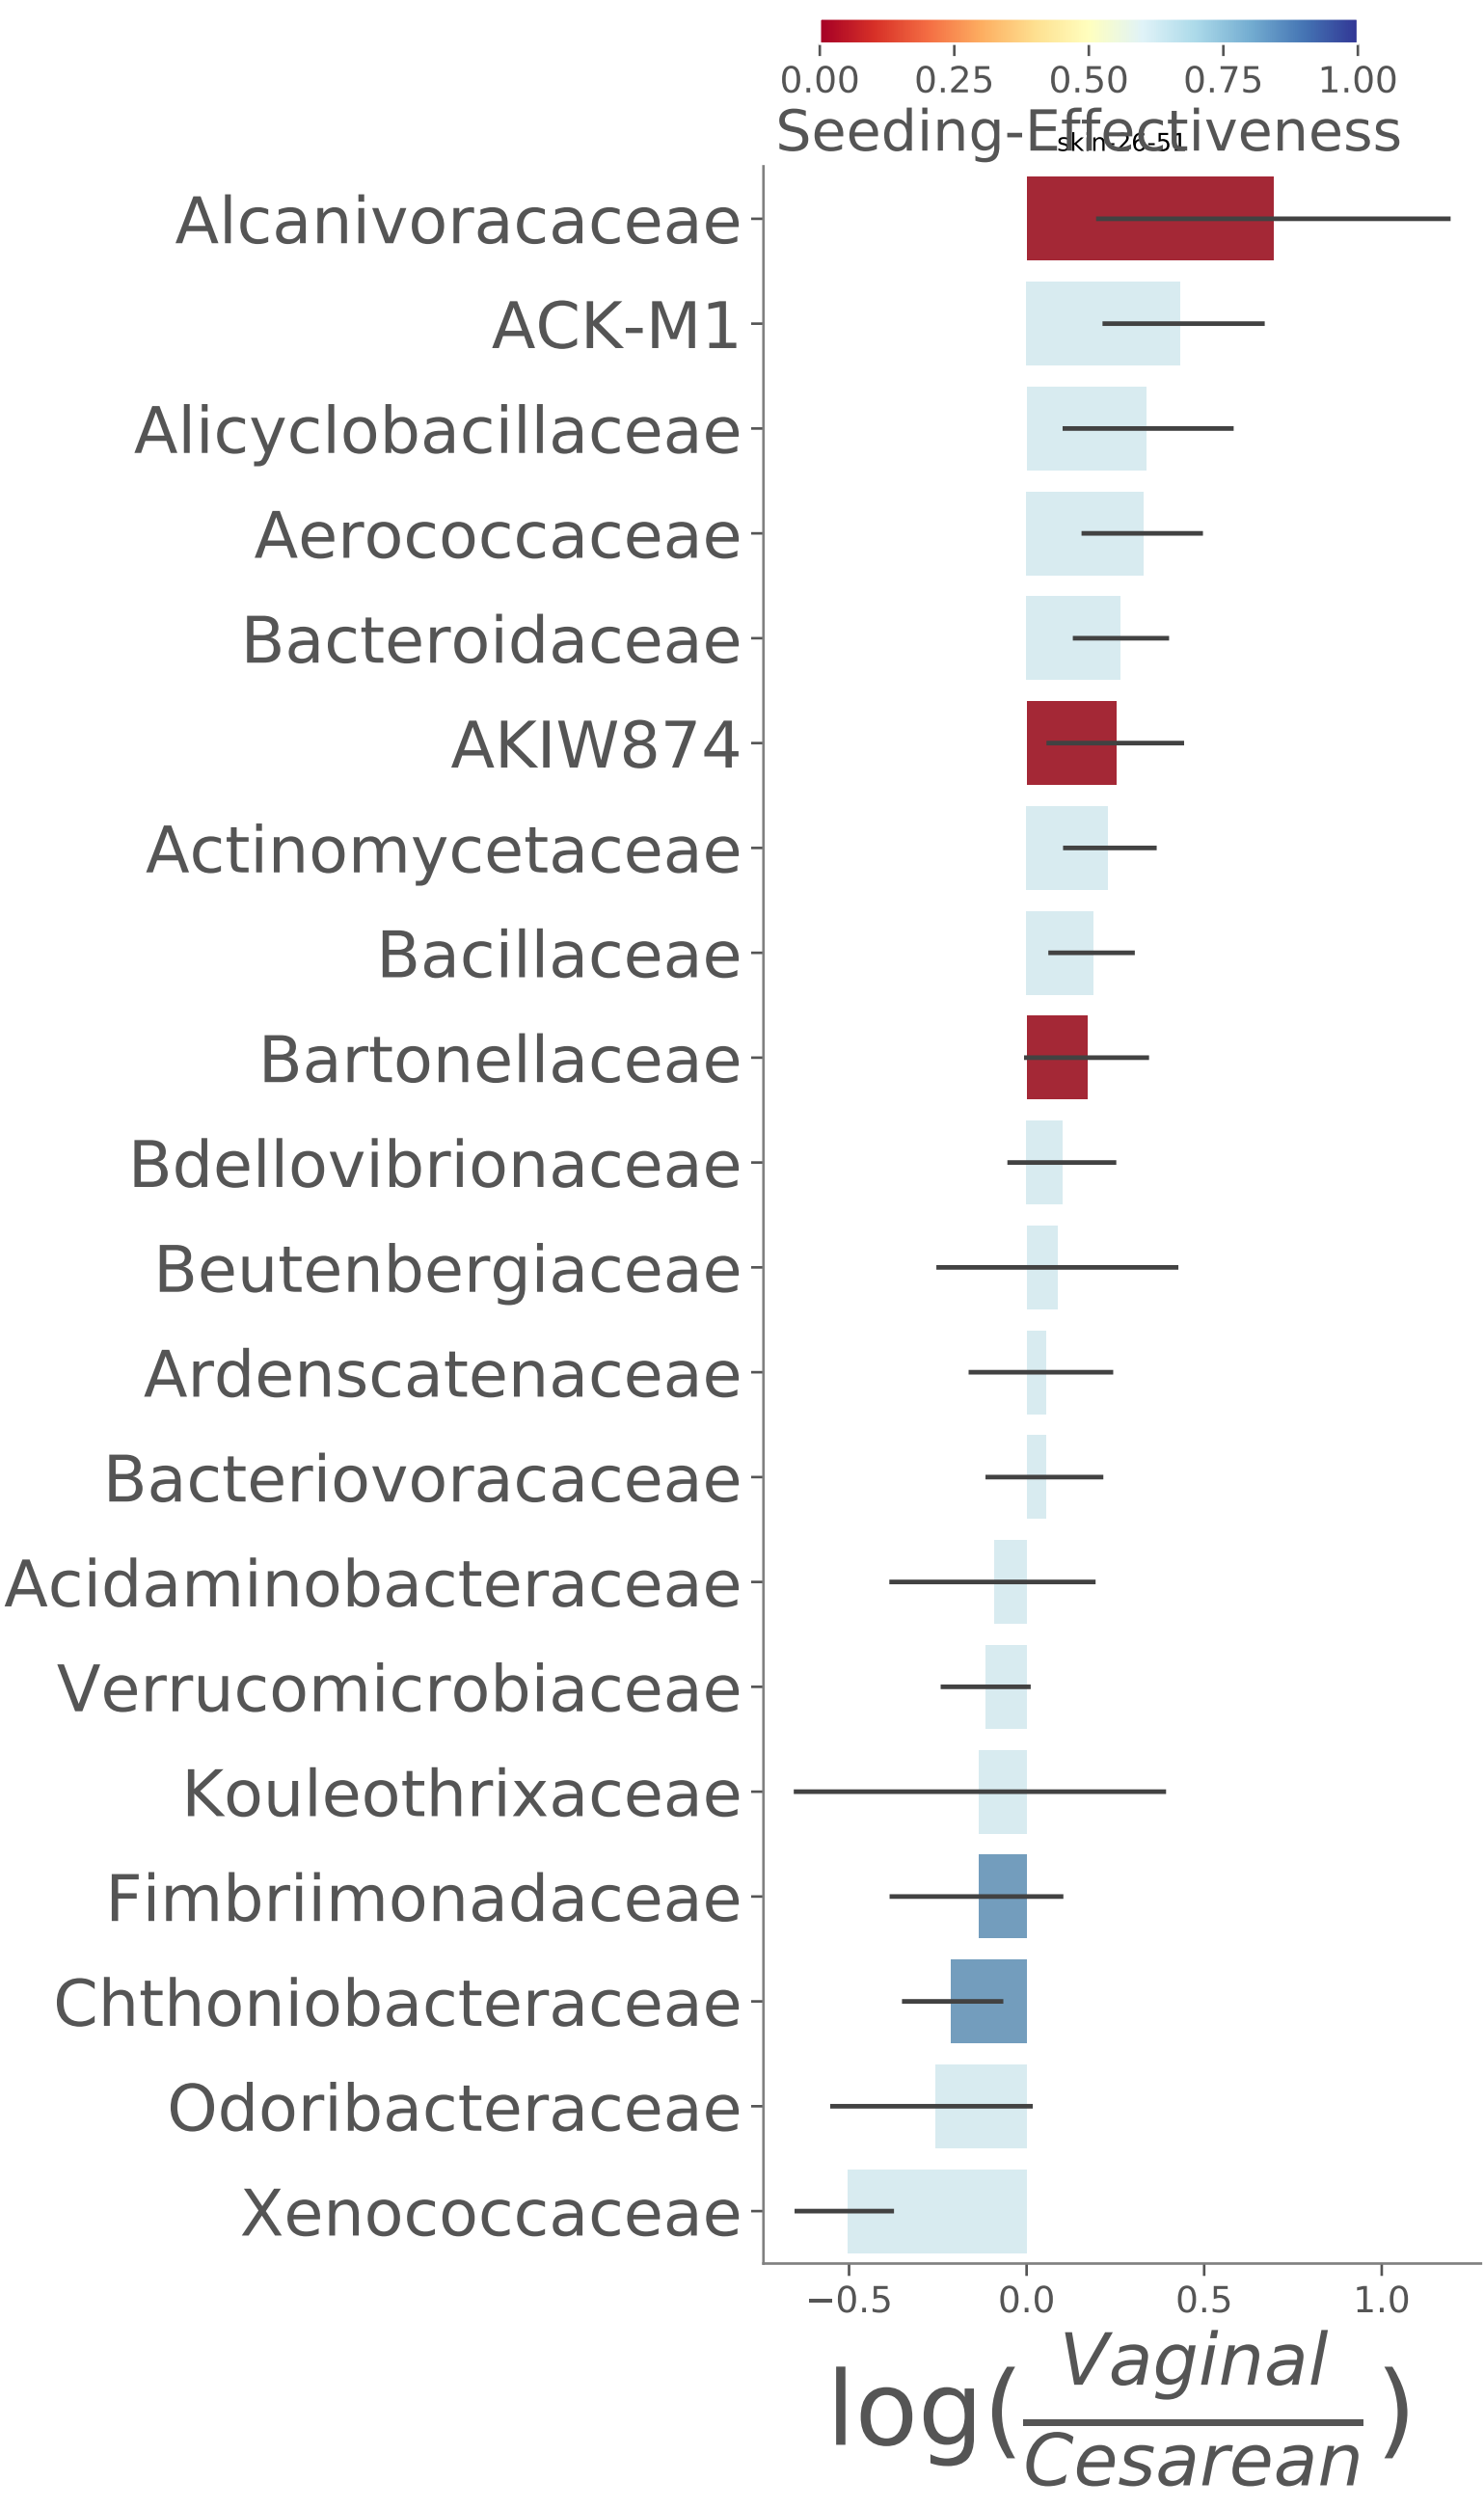 0.00 0.25 0.50 0.75 1.00
Seeding-Effectiveness
skin-26-51
Alcanivoracaceae
ACK-M1
Alicyclobacillaceae
Aerococcaceae
Bacteroidaceae
AKIW874
Actinomycetaceae
Bacillaceae
Bartonellaceae
Bdellovibrionaceae
Beutenbergiaceae
Ardenscatenaceae
Bacteriovoracaceae
Acidaminobacteraceae
Verrucomicrobiaceae
Kouleothrixaceae
Fimbriimonadaceae
Chthoniobacteraceae
Odoribacteraceae
Xenococcaceae
−0.5 0.0 0.5 1.0
log(Vaginal
Cesarean)